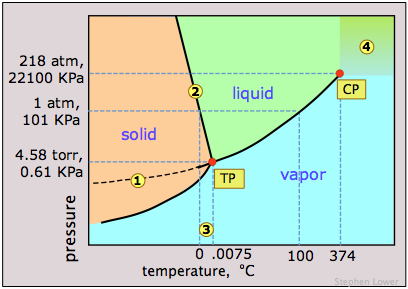 4
218 atm,
22100 KPa
CP
2
liquid
1 atm,
101 KPa
solid
4.58 torr,
0.61 KPa
1
TP
vapor
pressure
3
0 .0075 100 374
temperature, °C
Stephen Lower